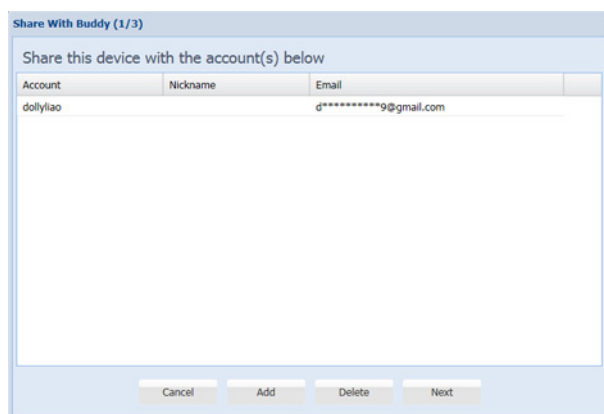 Share With Buddy (1/3)
Share this device with the account(s) below
Account Nickname Email
dollyliao d**********9@gmail.com
Cancel Add Delete Next